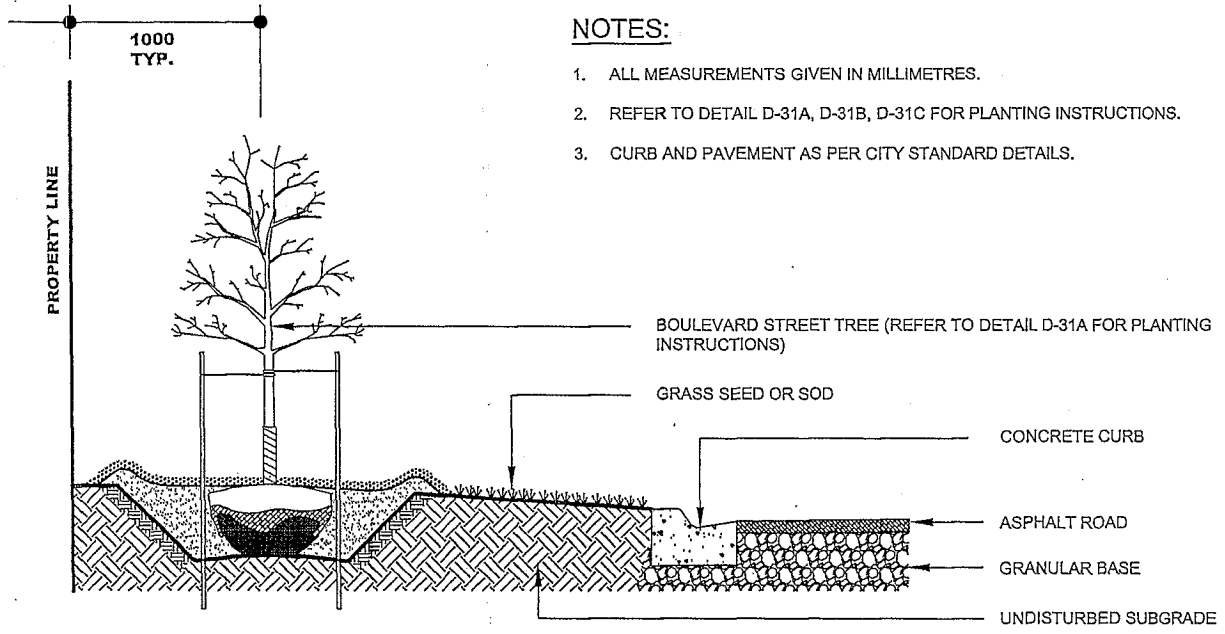 1000
TYP.
PROPERTY LINE
NOTES:
1. ALL MEASUREMENTS GIVEN IN MILLIMETRES.
2. REFER TO DETAIL D-31A, D-31B, D-31C FOR PLANTING INSTRUCTIONS.
3. CURB AND PAVEMENT AS PER CITY STANDARD DETAILS.
BOULEVARD STREET TREE (REFER TO DETAIL D-31A FOR PLANTING
INSTRUCTIONS)
GRASS SEED OR SOD
CONCRETE CURB
ASPHALT ROAD
GRANULAR BASE
UNDISTURBED SUBGRADE